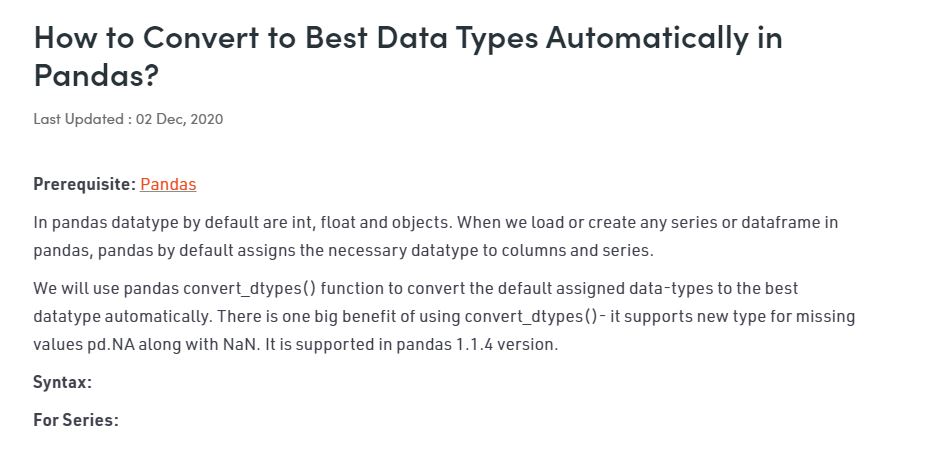 How to Convert to Best Data Types Automatically in
Pandas?
Last Updated : 02 Dec, 2020
Prerequisite: Pandas
In pandas datatype by default are int, float and objects. When we load or create any series or dataframe in
pandas, pandas by default assigns the necessary datatype to columns and series.
We will use pandas convert_dtypes() function to convert the default assigned data-types to the best
datatype automatically. There is one big benefit of using convert_dtypes()- it supports new type for missing
values pd.NA along with NaN. It is supported in pandas 1.1.4 version.
Syntax:
For Series: